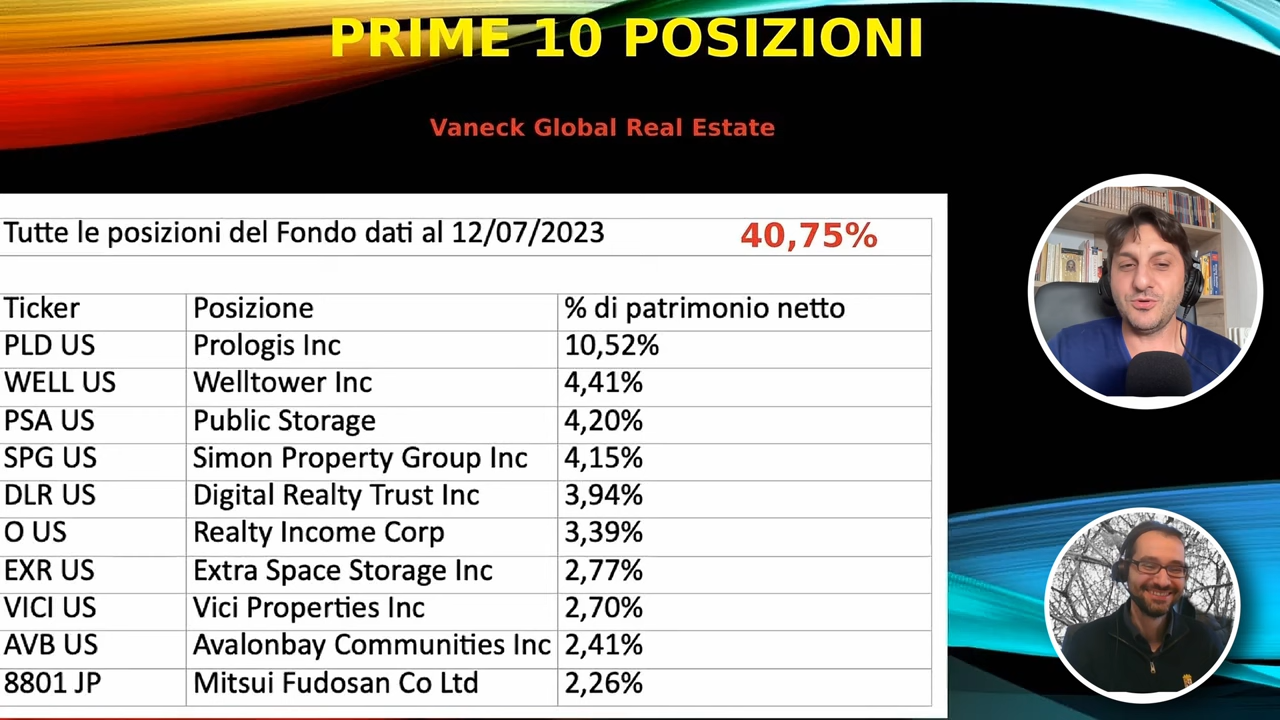 PRIME 10 POSIZIONI
Vaneck Global Real Estate
Tutte le posizioni del Fondo dati al 12/07/2023 40,75%
Ticker Posizione % di patrimonio netto
PLD US Prologis Inc 10,52%
WELL US Welltower Inc 4,41%
PSA US Public Storage 4,20%
SPG US Simon Property Group Inc 4,15%
DLR US Digital Realty Trust Inc 3,94%
O US Realty Income Corp 3,39%
EXR US Extra Space Storage Inc 2,77%
VICI US Vici Properties Inc 2,70%
AVB US Avalonbay Communities Inc 2,41%
8801 JP Mitsui Fudosan Co Ltd 2,26%